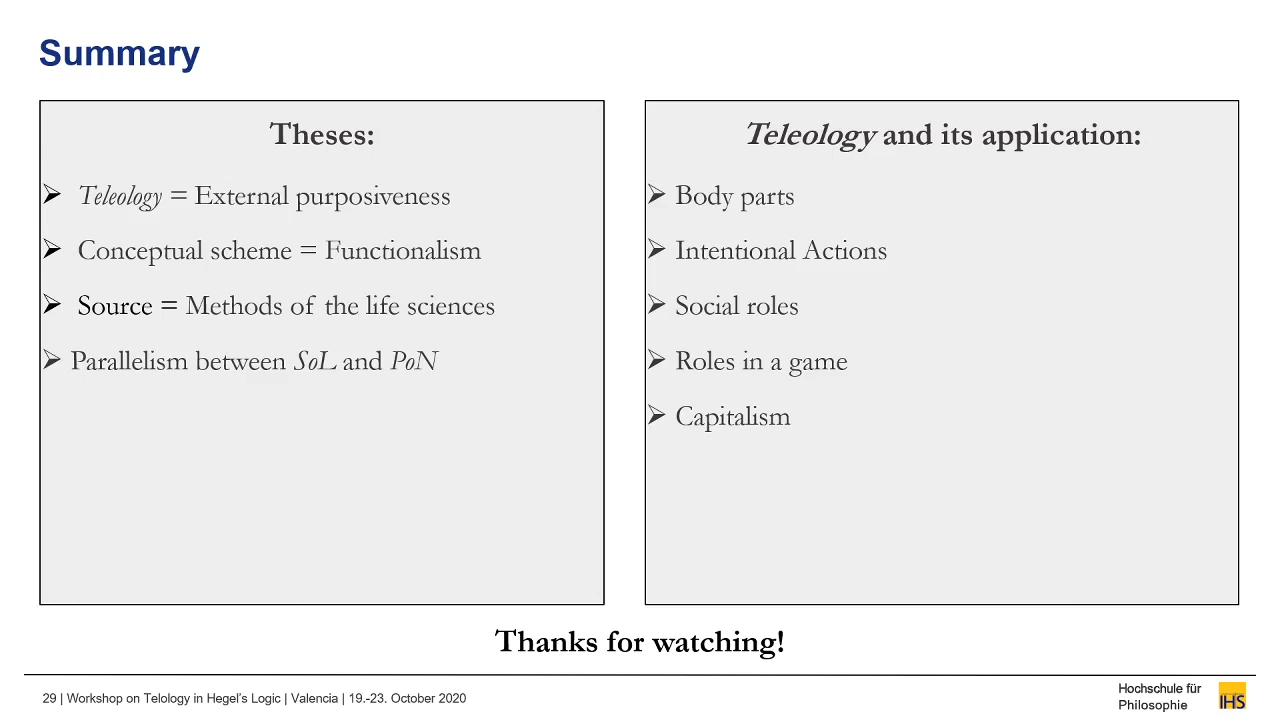 Summary
Theses:
➢ Teleology = External purposiveness
➢ Conceptual scheme = Functionalism
➢ Source = Methods of the life sciences
➢ Parallelism between SoL and PoN
Teleology and its application:
➢ Body parts
➢ Intentional Actions
➢ Social roles
➢ Roles in a game
➢ Capitalism
Thanks for watching!
29 | Workshop on Telology in Hegel's Logic | Valencia | 19.-23. October 2020
Hochschule für
Philosophie
IHS